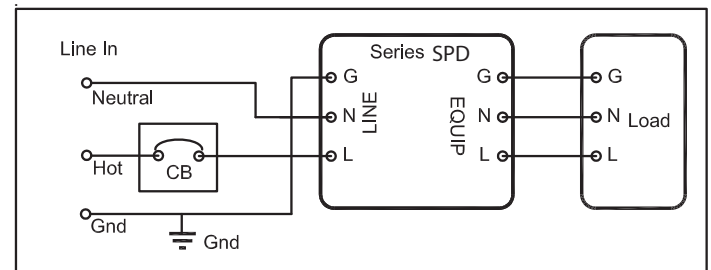 Line In
Series SPD
G
G
G
Neutral
N
LINE
EQUIP
N
N
Load
Hot
CB
L
L
L
Gnd
Gnd